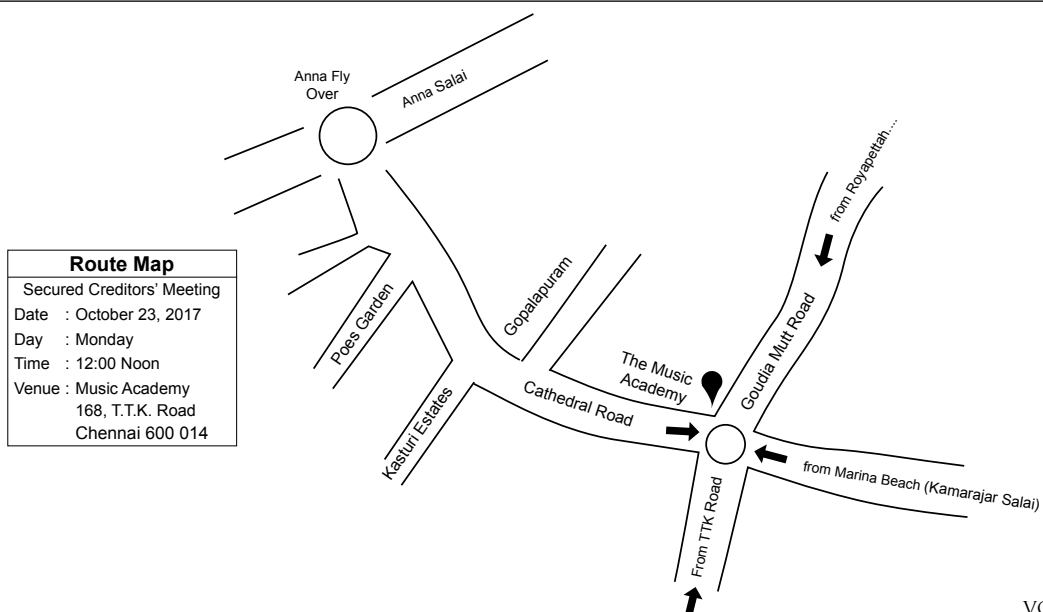 Anna Fly
Over
Anna Salai
from Royapettah....
Route Map
Secured Creditors' Meeting
Date : October 23, 2017
Day : Monday
Time : 12:00 Noon
Venue : Music Academy
168, T.T.K. Road
Chennai 600 014
Poes Garden
Gopalapuram
Kasturi Estates
Cathedral Road
The Music
Academy
Goudia Mutt Road
from Marina Beach (Kamarajar Salai)
From TTK Road